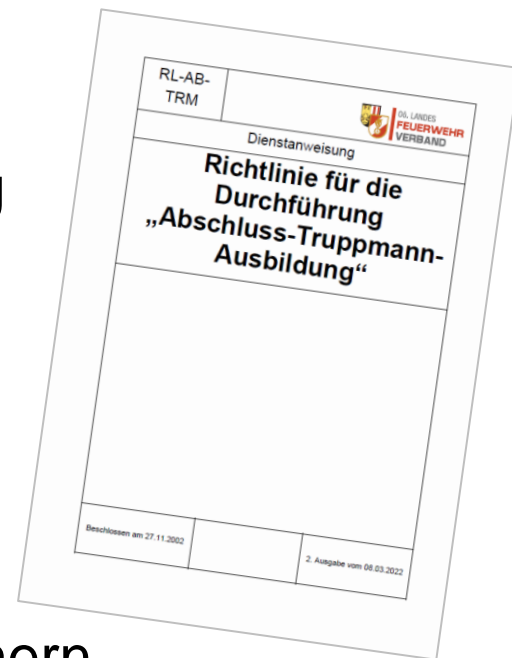 RL-AB-
TRM
OÖ. LANDES
FEUERWEHR
VERBAND
Dienstanweisung
Richtlinie für die
Durchführung
„Abschluss-Truppmann-
Ausbildung“
Beschlossen am 27.11.2002
2. Ausgabe vom 08.03.2022